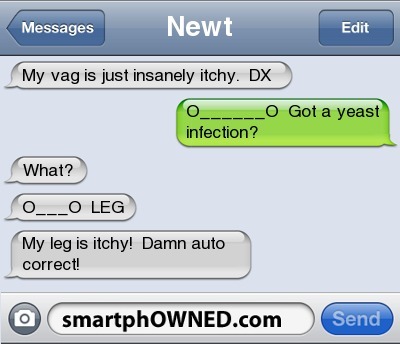 Messages
Newt
Edit
My vag is just insanely itchy.  DX
O______O  Got a yeast
infection?
What?
O___O  LEG
My leg is itchy!  Damn auto
correct!
smartphOWNED.com
Send